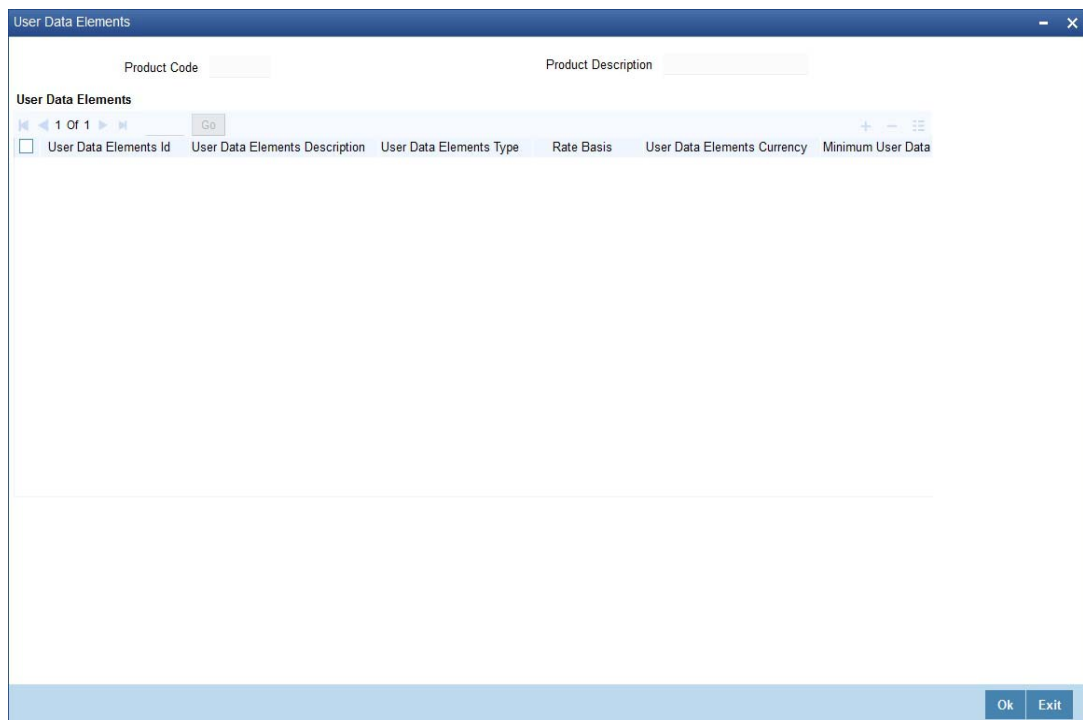 User Data Elements
Product Code Product Description
User Data Elements
1 Of 1 Go
User Data Elements Id User Data Elements Description User Data Elements Type Rate Basis User Data Elements Currency Minimum User Data
Ok Exit